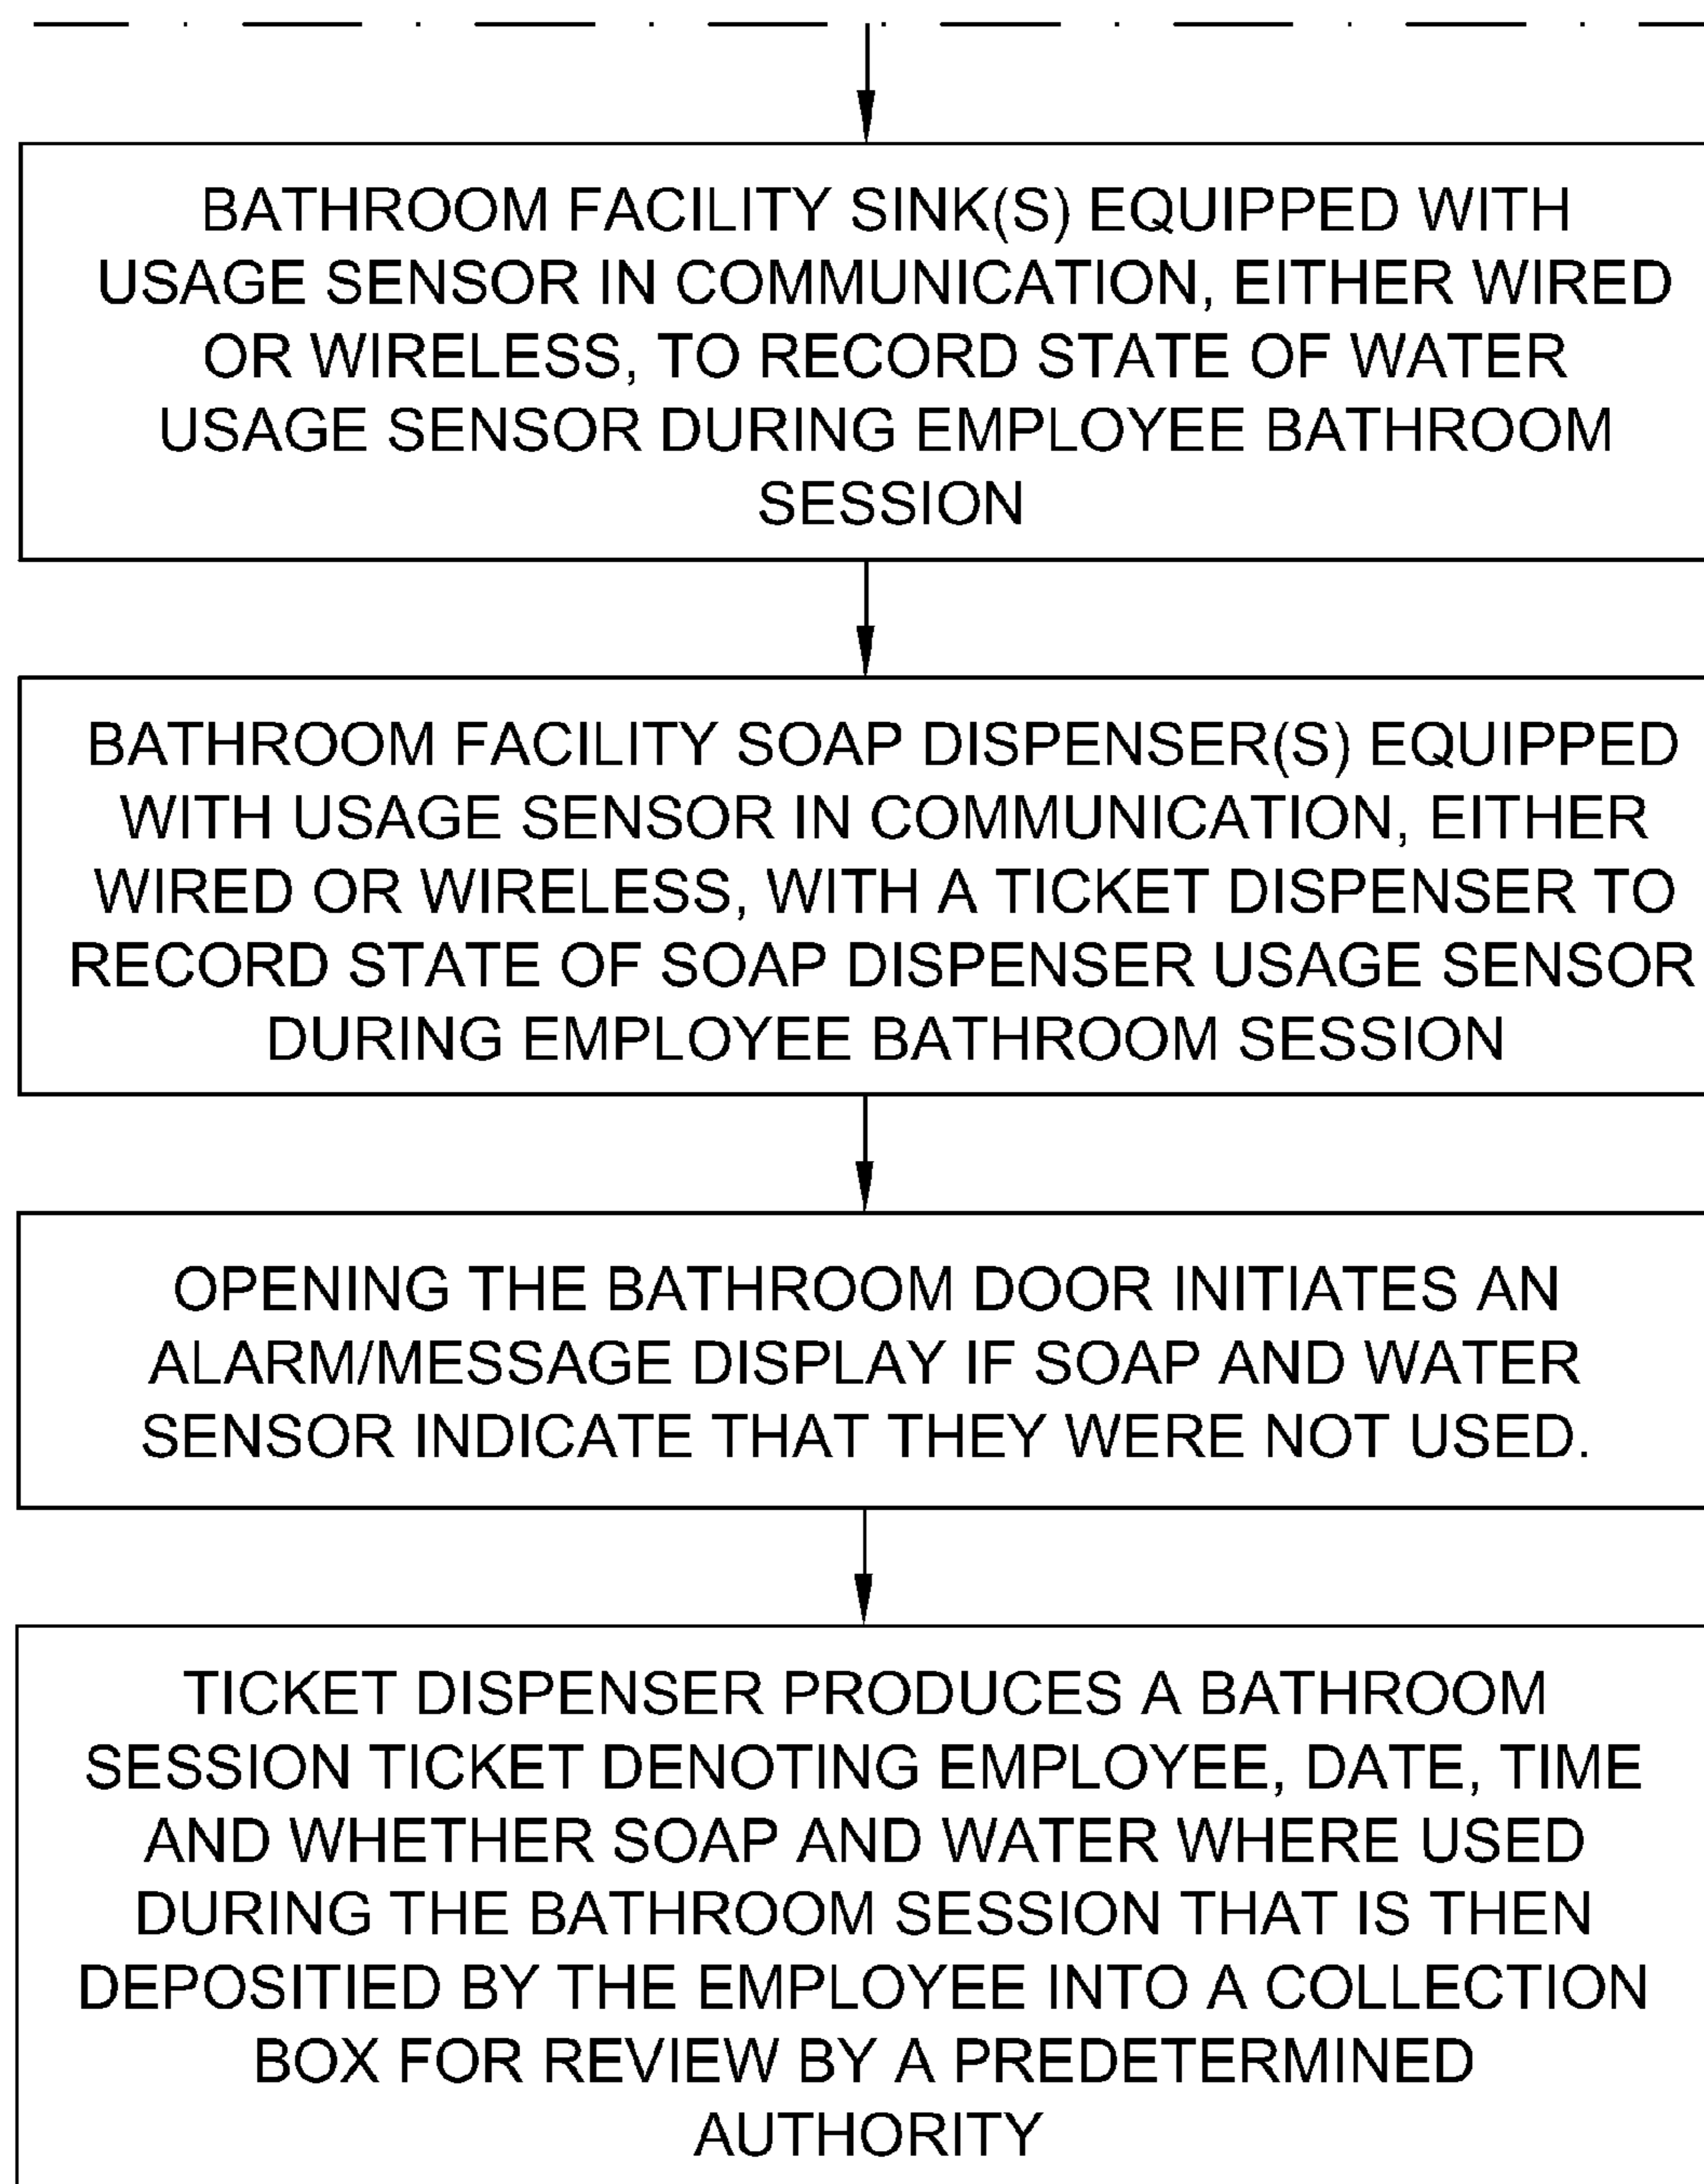 BATHROOM FACILITY SINK(S) EQUIPPED WITH
USAGE SENSOR IN COMMUNICATION, EITHER WIRED
OR WIRELESS, TO RECORD STATE OF WATER
USAGE SENSOR DURING EMPLOYEE BATHROOM
SESSION
BATHROOM FACILITY SOAP DISPENSER(S) EQUIPPED
WITH USAGE SENSOR IN COMMUNICATION, EITHER
WIRED OR WIRELESS, WITH A TICKET DISPENSER TO
RECORD STATE OF SOAP DISPENSER USAGE SENSOR
DURING EMPLOYEE BATHROOM SESSION
OPENING THE BATHROOM DOOR INITIATES AN
ALARM/MESSAGE DISPLAY IF SOAP AND WATER
SENSOR INDICATE THAT THEY WERE NOT USED.
TICKET DISPENSER PRODUCES A BATHROOM
SESSION TICKET DENOTING EMPLOYEE, DATE, TIME
AND WHETHER SOAP AND WATER WHERE USED
DURING THE BATHROOM SESSION THAT IS THEN
DEPOSITIED BY THE EMPLOYEE INTO A COLLECTION
BOX FOR REVIEW BY A PREDETERMINED
AUTHORITY